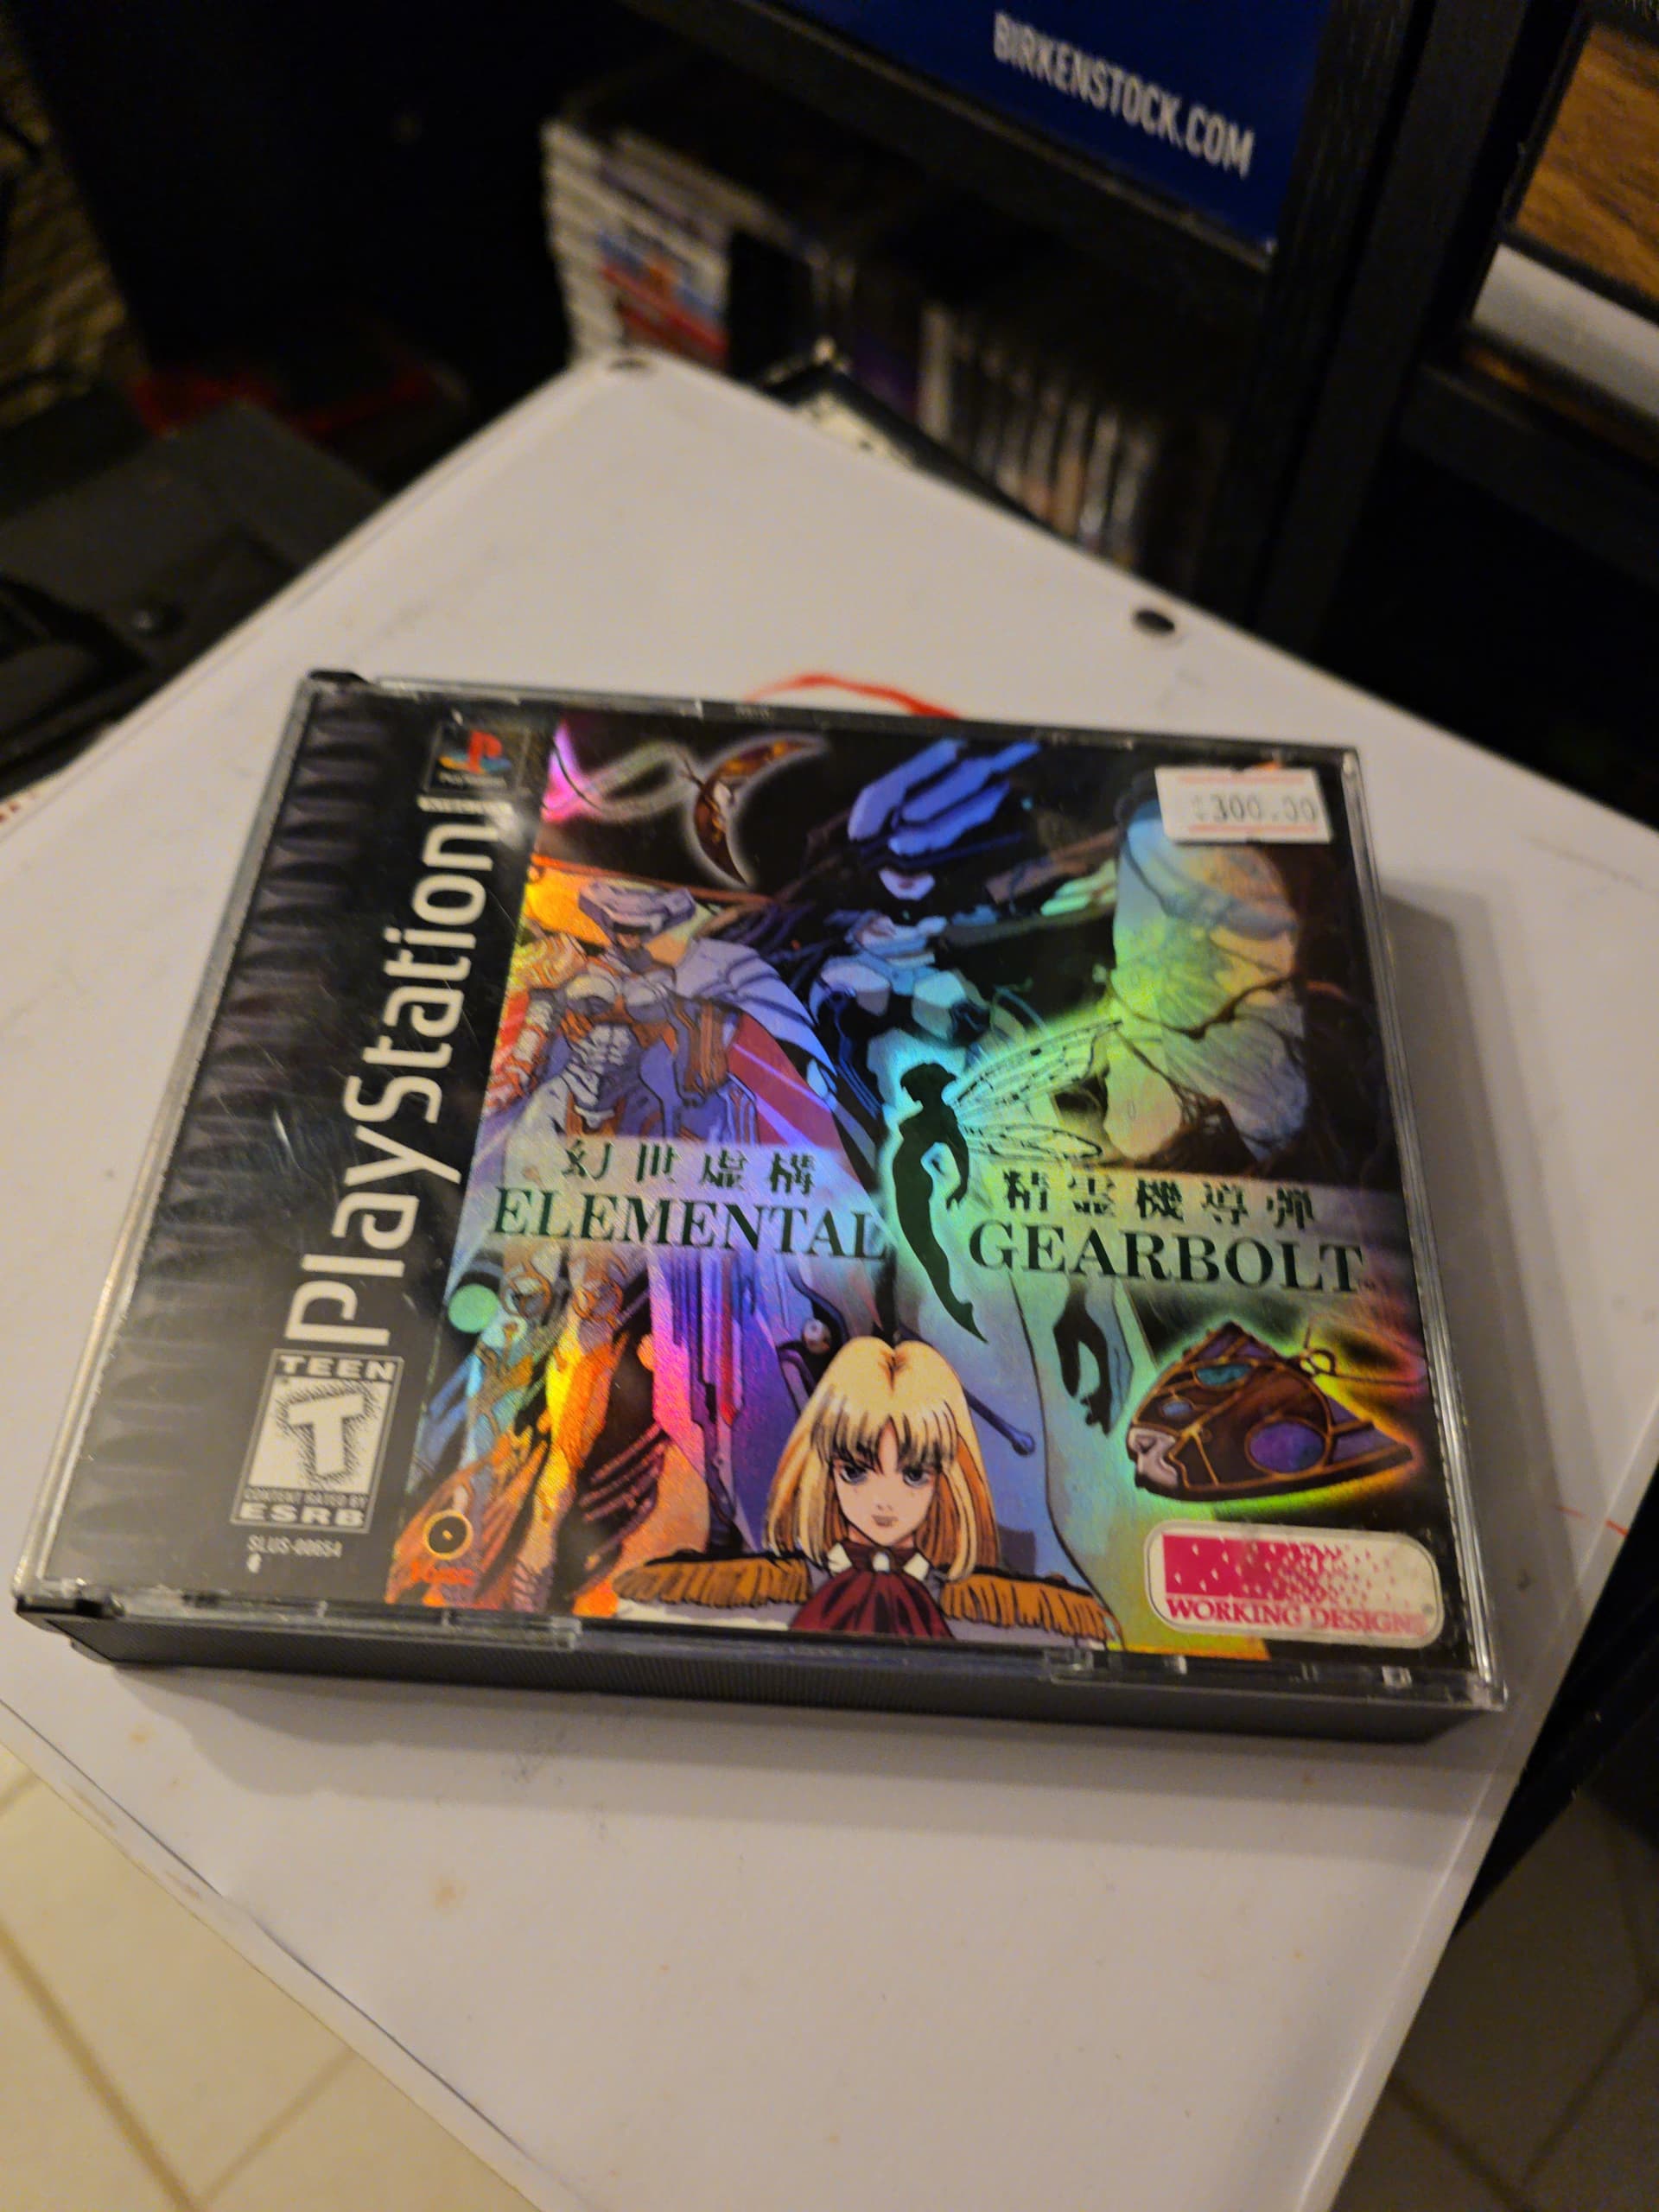 BIRKENSTOCK.COM
PlayStation
300.00
幻世虚構
ELEMENTAL
精霊機導弾
GEARBOLT
TEEN
T
CONTENT RATED BY
ESRB
SLUS-00654
WORKING DESIGNS